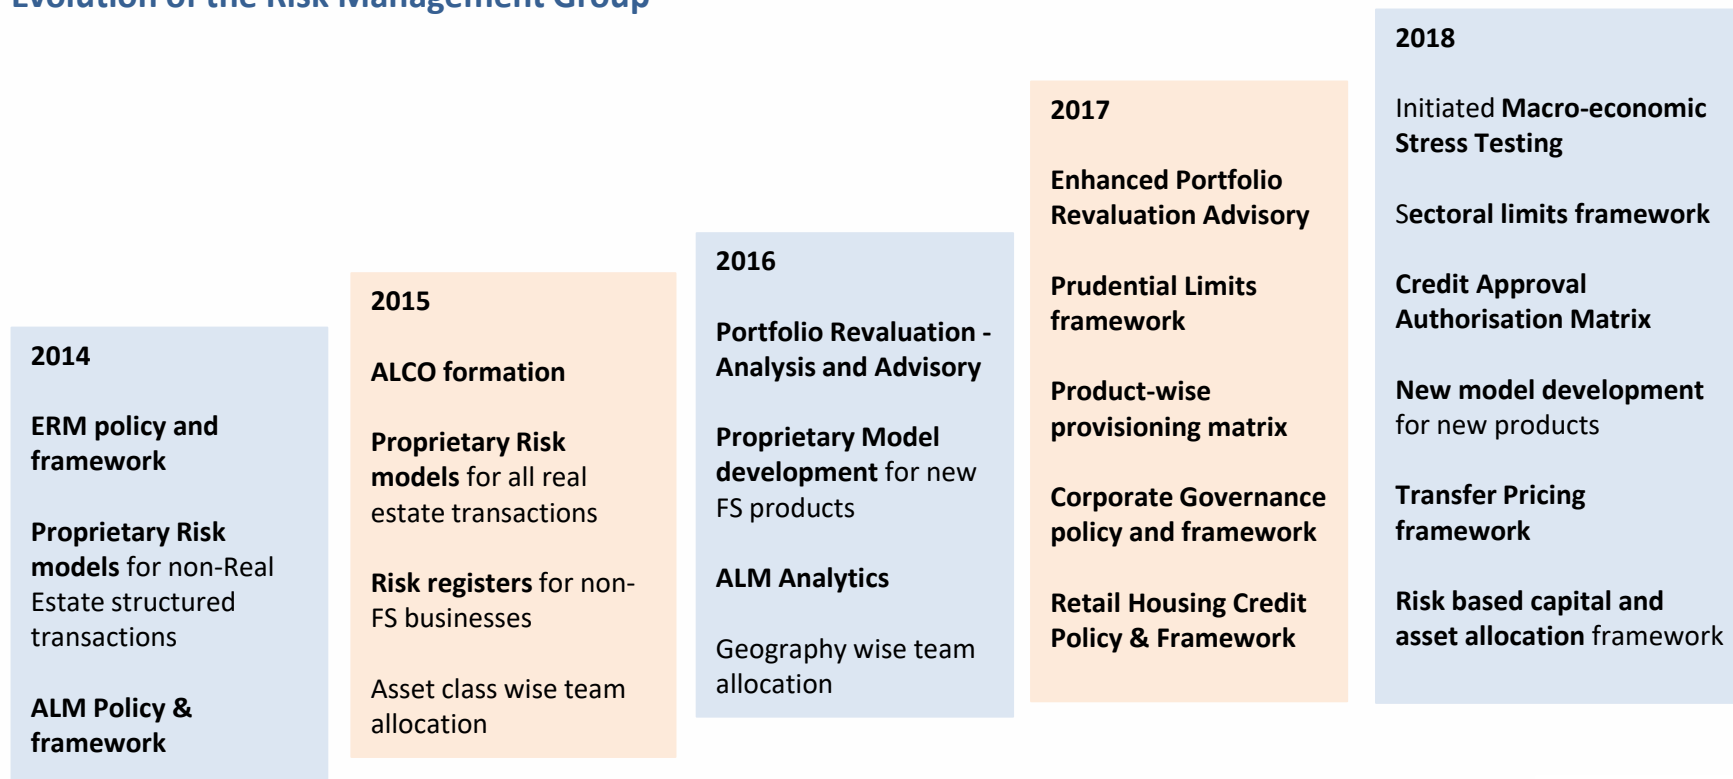 Evolution of the Risk Management Group
2014
ERM policy and
framework
Proprietary Risk
models for non-Real
Estate structured
transactions
ALM Policy &
framework
2015
ALCO formation
Proprietary Risk
models for all real
estate transactions
Risk registers for non-
FS businesses
Asset class wise team
allocation
2016
Portfolio Revaluation -
Analysis and Advisory
Proprietary Model
development for new
FS products
ALM Analytics
Geography wise team
allocation
2017
Enhanced Portfolio
Revaluation Advisory
Prudential Limits
framework
Product-wise
provisioning matrix
Corporate Governance
policy and framework
Retail Housing Credit
Policy & Framework
2018
Initiated Macro-economic
Stress Testing
Sectoral limits framework
Credit Approval
Authorisation Matrix
New model development
for new products
Transfer Pricing
framework
Risk based capital and
asset allocation framework